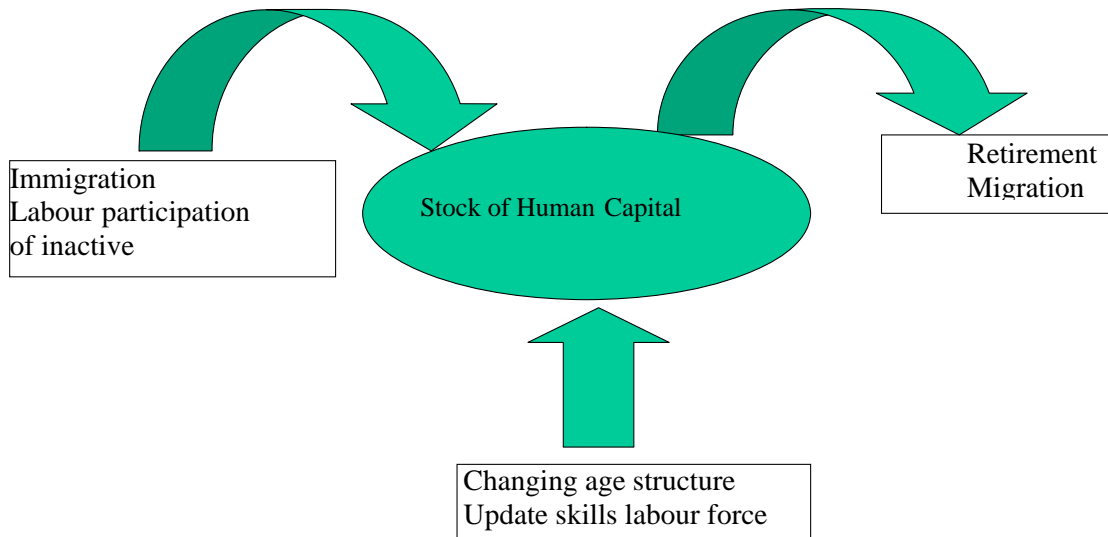 Immigration
Labour participation
of inactive
Stock of Human Capital
Retirement
Migration
Changing age structure
Update skills labour force